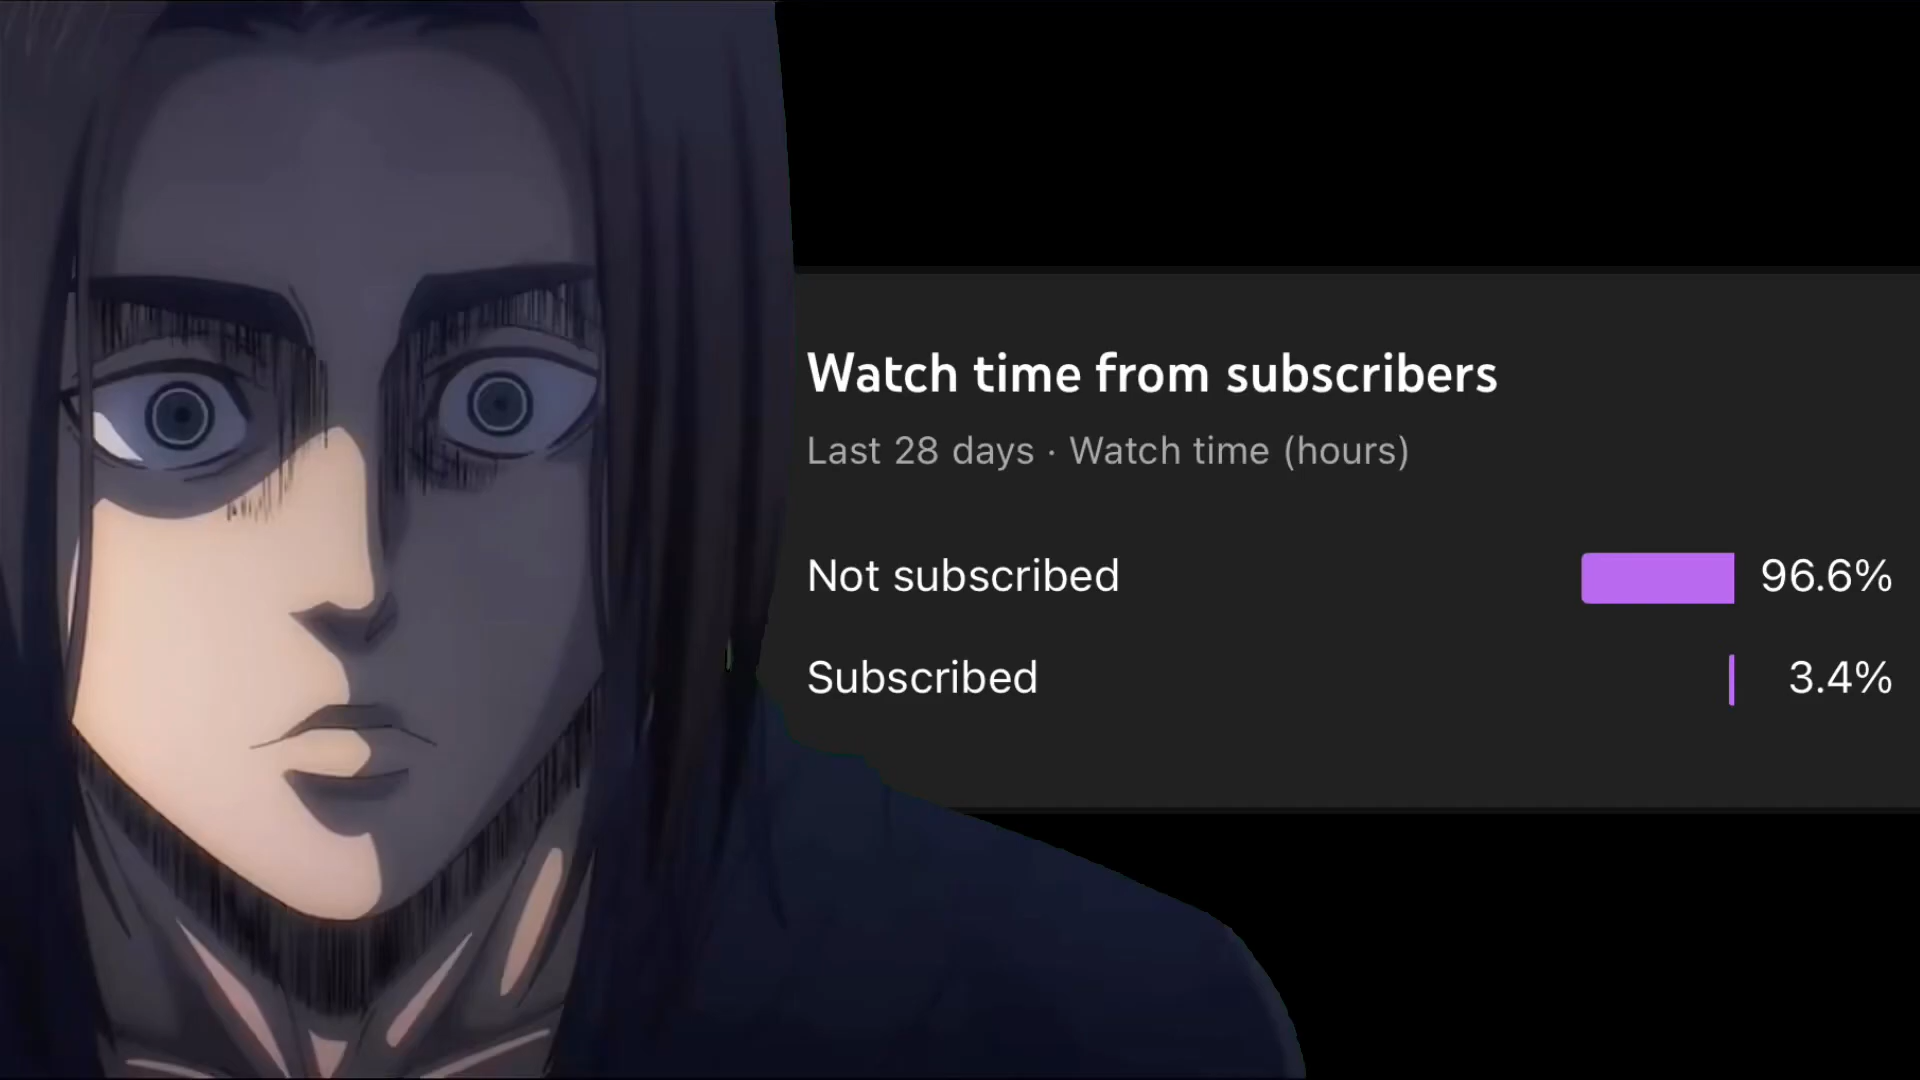 Watch time from subscribers
Last 28 days · Watch time (hours)
Not subscribed 96.6%
Subscribed 3.4%